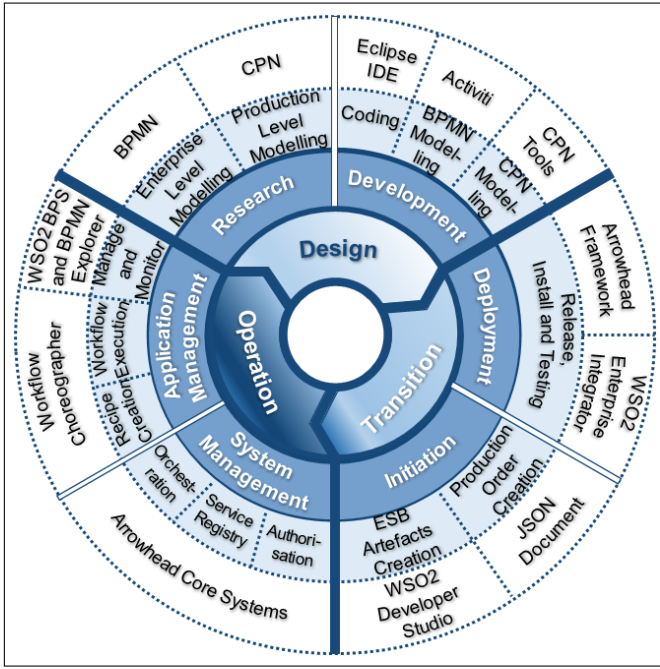 Design
Transition
Operation
Research
Development
Deployment
Initiation
System
Management
Application
Management
Enterprise
Level
Modelling
Production
Level
Modelling
Coding
BPMN
Model-
ling
CPN
Model-
ling
Release,
Install and Testing
Production
Order
Creation
ESB
Artefacts
Creation
Authori-
sation
Service
Registry
Orchest-
ration
Recipe
Creation
Workflow
Execution
Manage
and
Monitor
BPMN
CPN
Eclipse
IDE
Activiti
CPN
Tools
Arrowhead
Framework
WSO2
Enterprise
Integrator
JSON
Document
WSO2
Developer
Studio
Arrowhead Core Systems
Workflow
Choreographer
WSO2 BPS
and BPMN
Explorer